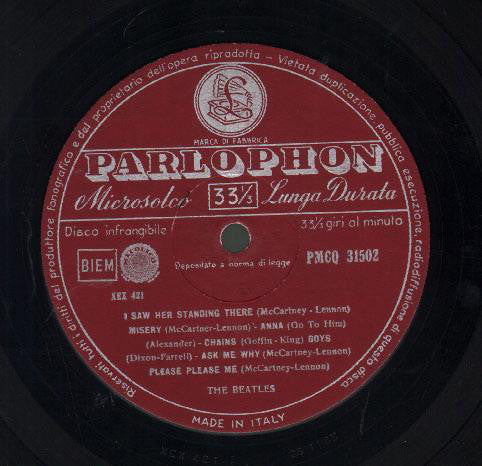 Riservati tutti i diritti del produttore fonografico e del proprietario dell'opera riprodotta - Vietata duplicazione, pubblica esecuzione, radiodiffusione di questo disco
MARCA DI FABBRICA
PARLOPHON
Microsolco 33⅓ Lunga Durata
Disco infrangibile 33⅓ giri al minuto
BIEM Depositato a norma di legge PMCQ 31502
XEX 421
I SAW HER STANDING THERE (McCartney - Lennon)
MISERY (McCartner-Lennon) - ANNA (Go To Him)
(Alexander) - CHAINS (Goffin - King) BOYS
(Dixon-Farrell) - ASK ME WHY (McCartney-Lennon)
PLEASE PLEASE ME (McCartney-Lennon)
THE BEATLES
MADE IN ITALY